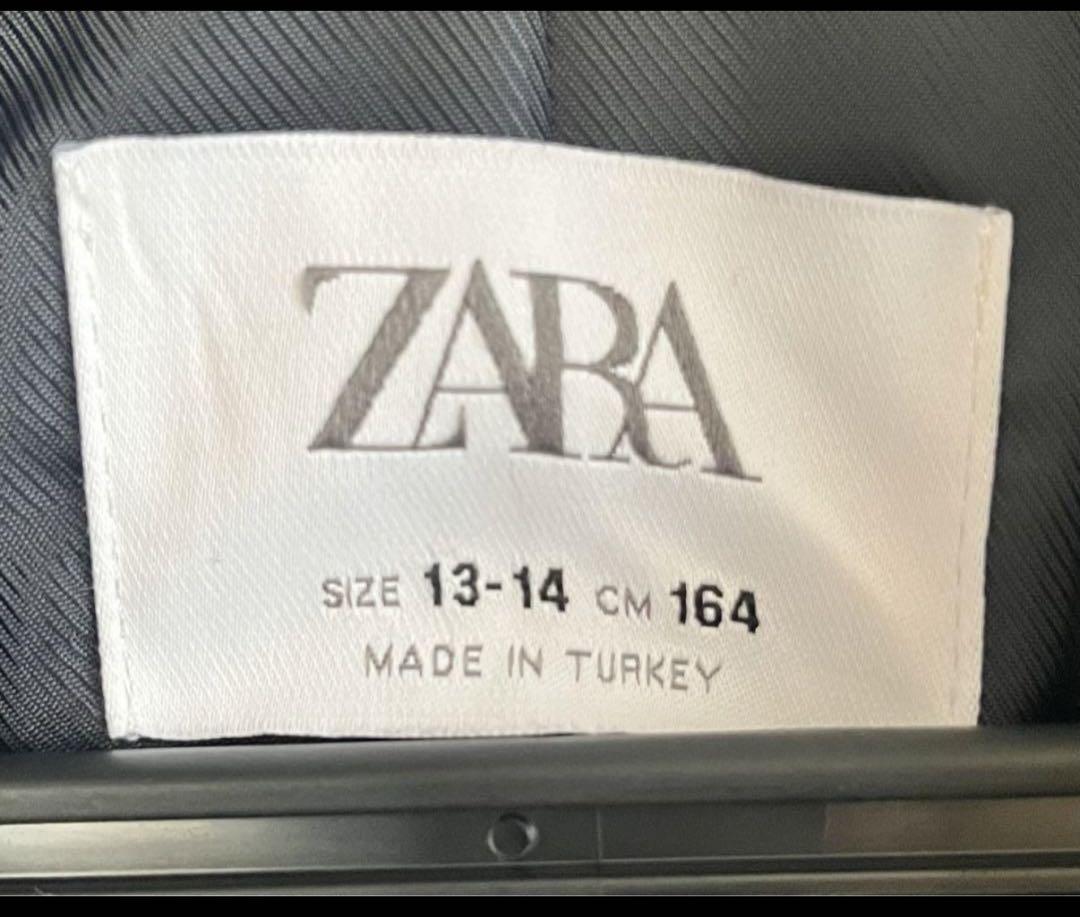 ZARA
SIZE 13-14 CM 164
MADE IN TURKEY